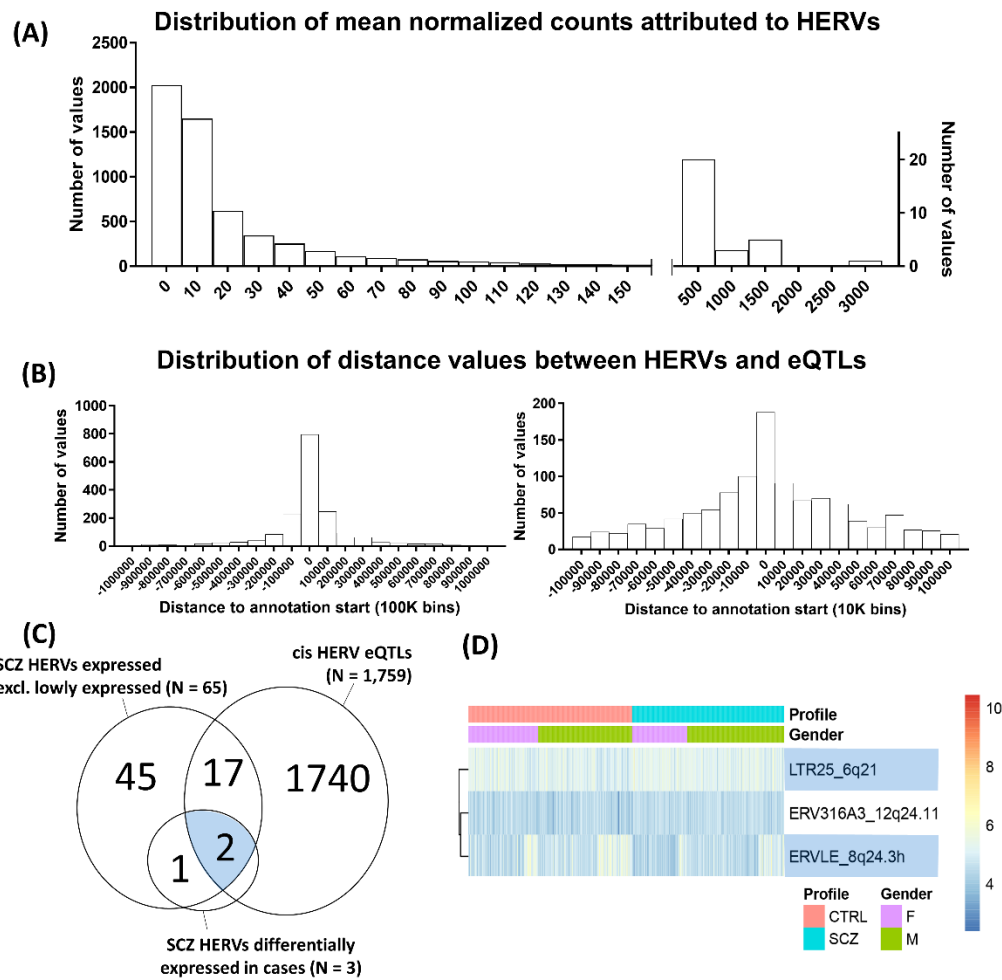 (A)
Distribution of mean normalized counts attributed to HERVs
Number of values
2500
2000
1500
1000
500
0
0 10 20 30 40 50 60 70 80 90 100 110 120 130 140 150
500 1000 1500 2000 2500 3000
20
10
0
Number of values
(B)
Distribution of distance values between HERVs and eQTLs
Number of values
1000
800
600
400
200
0
-1000000 -900000 -800000 -700000 -600000 -500000 -400000 -300000 -200000 -100000 0 100000 200000 300000 400000 500000 600000 700000 800000 900000 1000000
Distance to annotation start (100K bins)
Number of values
200
150
100
50
0
-100000 -90000 -80000 -70000 -60000 -50000 -40000 -30000 -20000 -10000 0 10000 20000 30000 40000 50000 60000 70000 80000 90000 100000
Distance to annotation start (10K bins)
(C)
SCZ HERVs expressed
excl. lowly expressed (N = 65)
cis HERV eQTLs
(N = 1,759)
45
17
1740
1
2
SCZ HERVs differentially
expressed in cases (N = 3)
(D)
Profile
Gender
LTR25_6q21
ERV316A3_12q24.11
ERVLE_8q24.3h
10
8
6
4
Profile
CTRL
SCZ
Gender
F
M